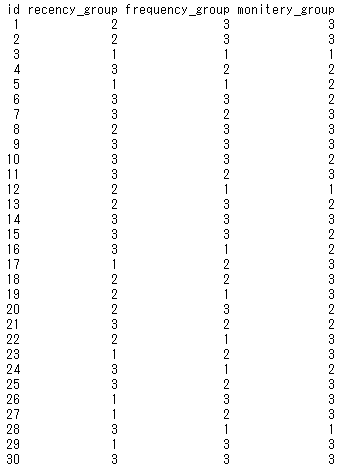 id recency_group frequency_group monitery_group
1 2 3 3
2 2 3 3
3 1 1 1
4 3 2 2
5 1 1 2
6 3 3 2
7 3 2 3
8 2 3 3
9 3 3 3
10 3 3 2
11 3 2 3
12 2 1 1
13 2 3 2
14 3 3 3
15 3 3 2
16 3 1 2
17 1 2 3
18 2 2 3
19 2 1 3
20 2 3 2
21 3 2 2
22 2 1 3
23 1 2 3
24 3 1 2
25 3 2 3
26 1 3 3
27 1 2 3
28 3 1 1
29 1 3 3
30 3 3 3